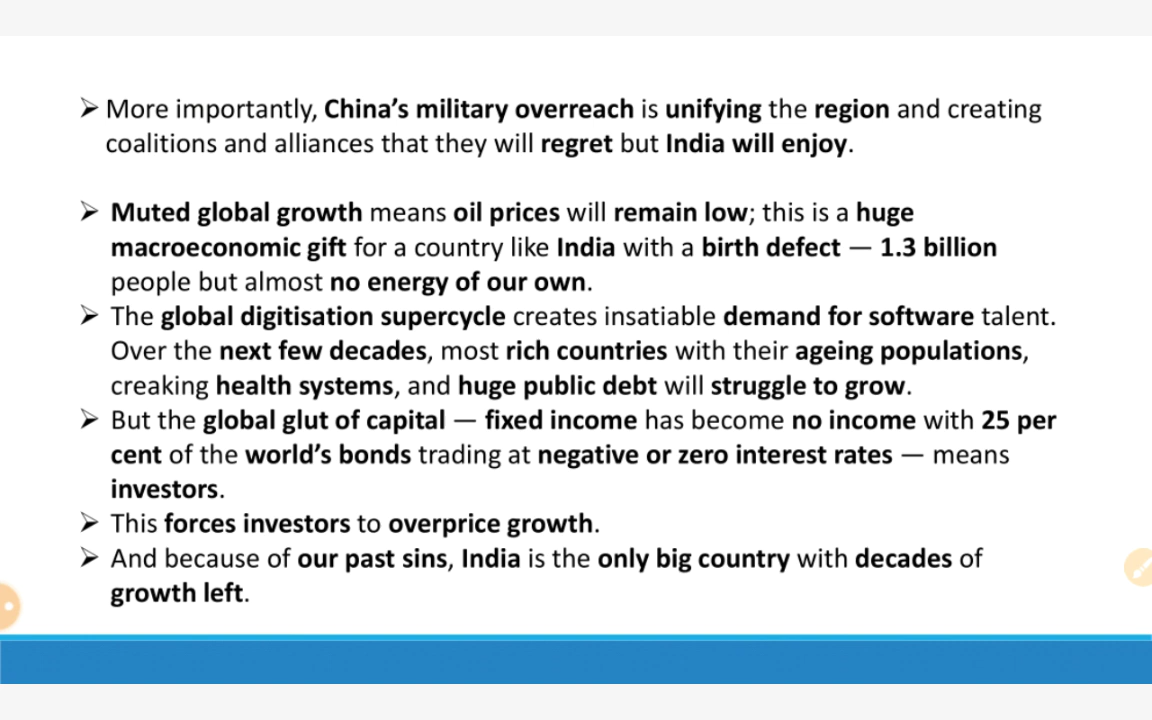 ➢ More importantly, China’s military overreach is unifying the region and creating
coalitions and alliances that they will regret but India will enjoy.
➢ Muted global growth means oil prices will remain low; this is a huge
macroeconomic gift for a country like India with a birth defect — 1.3 billion
people but almost no energy of our own.
➢ The global digitisation supercycle creates insatiable demand for software talent.
Over the next few decades, most rich countries with their ageing populations,
creaking health systems, and huge public debt will struggle to grow.
➢ But the global glut of capital — fixed income has become no income with 25 per
cent of the world’s bonds trading at negative or zero interest rates — means
investors.
➢ This forces investors to overprice growth.
➢ And because of our past sins, India is the only big country with decades of
growth left.